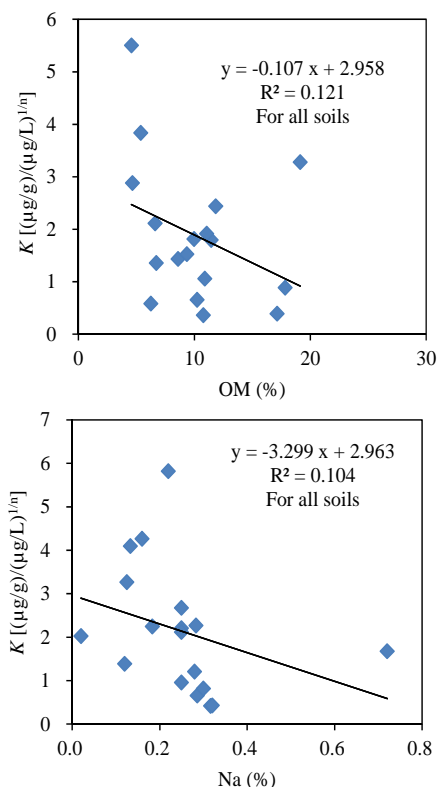 6
5
4
3
2
1
0
K [(µg/g)/(µg/L)^{1/n}]
y = -0.107 x + 2.958
R² = 0.121
For all soils
0 10 20 30
OM (%)
7
6
5
4
3
2
1
0
K [(µg/g)/(µg/L)^{1/n}]
y = -3.299 x + 2.963
R² = 0.104
For all soils
0.0 0.2 0.4 0.6 0.8
Na (%)